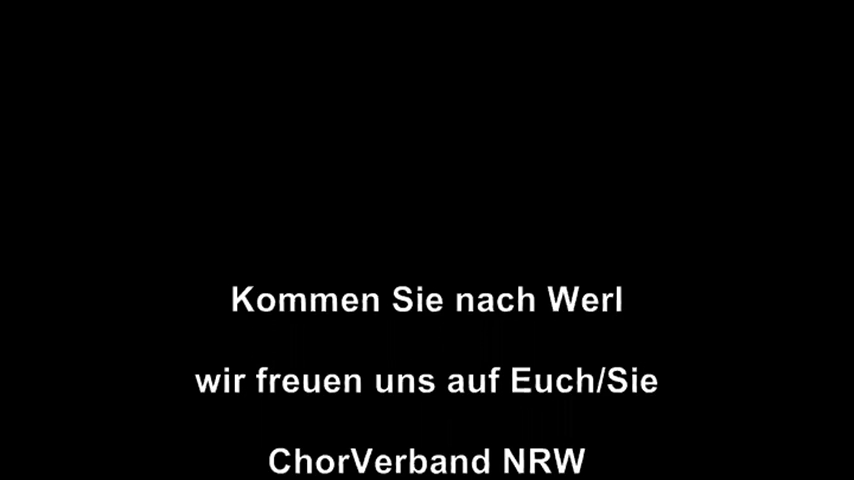 Kommen Sie nach Werl
wir freuen uns auf Euch/Sie
ChorVerband NRW